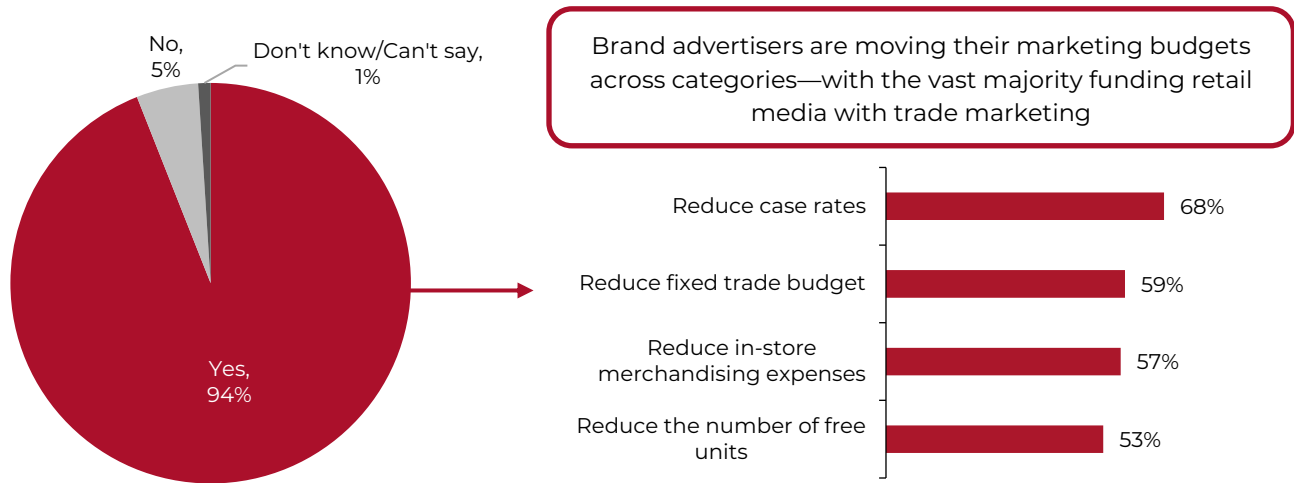 No,
5%
Don't know/Can't say,
1%
Yes,
94%
Brand advertisers are moving their marketing budgets
across categories—with the vast majority funding retail
media with trade marketing
Reduce case rates
68%
Reduce fixed trade budget
59%
Reduce in-store
merchandising expenses
57%
Reduce the number of free
units
53%